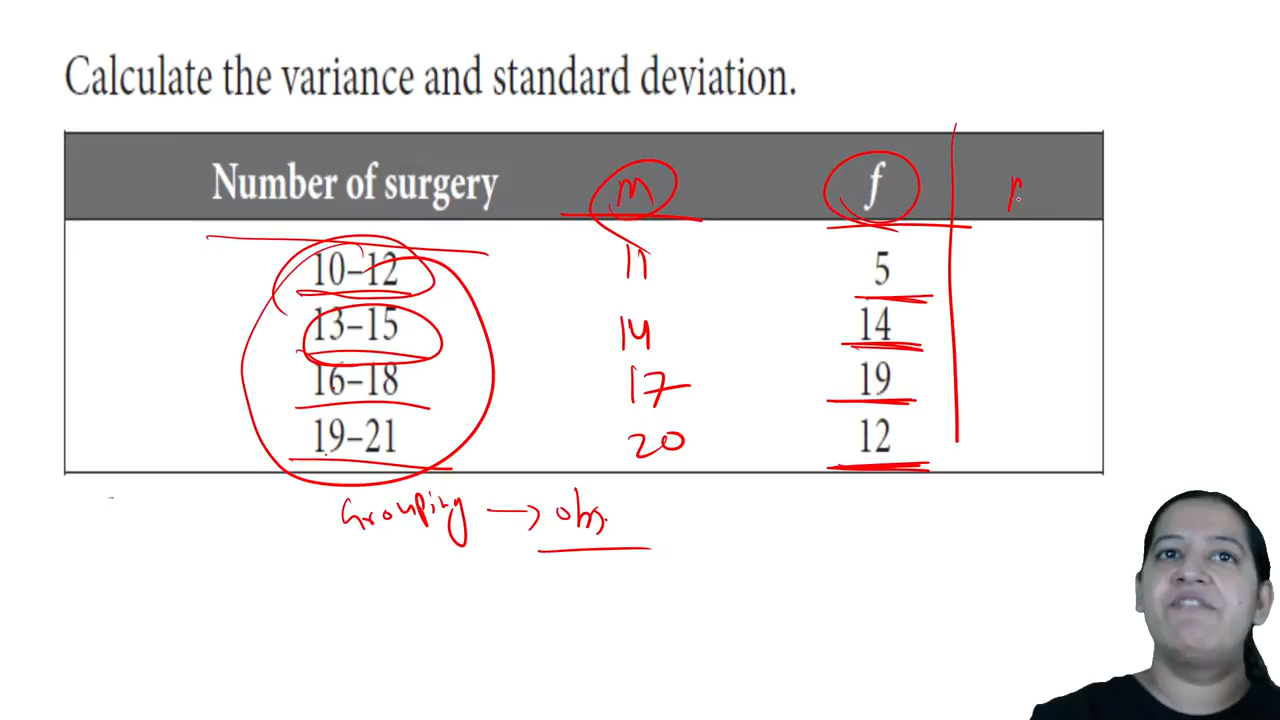 Calculate the variance and standard deviation.
Number of surgery m f
10–12 11 5
13–15 14 14
16–18 17 19
19–21 20 12
Grouping → obs.